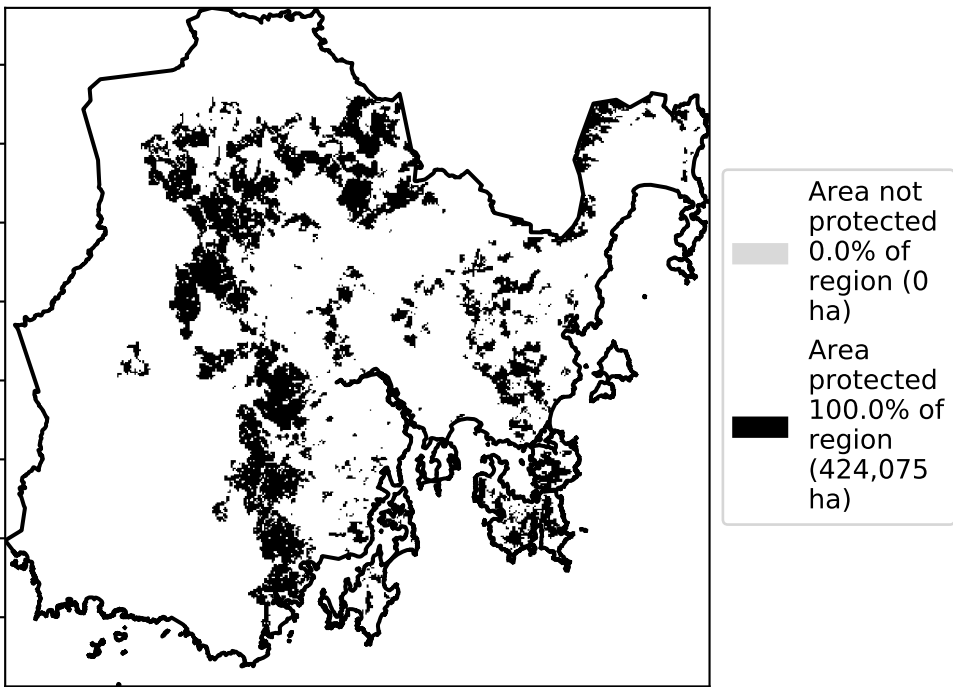 Area not
protected
0.0% of
region (0
ha)
Area
protected
100.0% of
region
(424,075
ha)